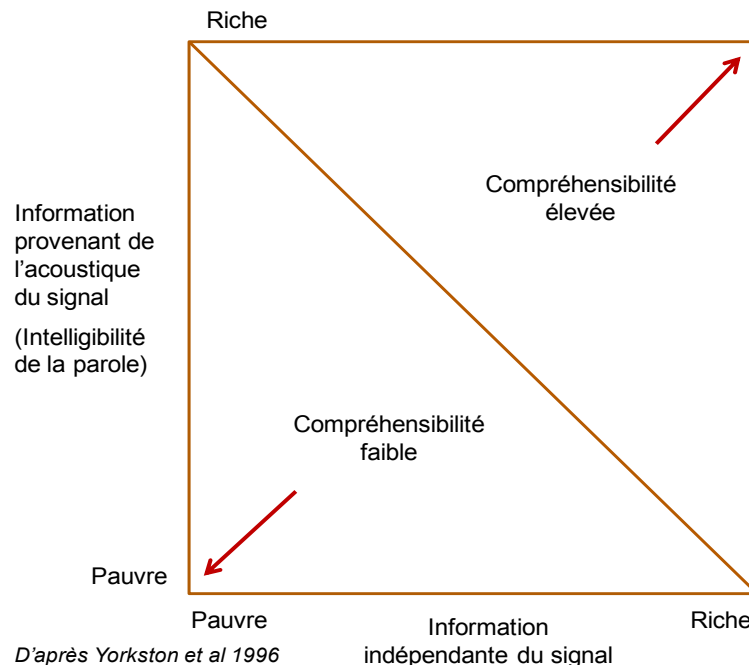 Riche
Information
provenant de
l’acoustique
du signal
(Intelligibilité
de la parole)
Compréhensibilité
élevée
Compréhensibilité
faible
Pauvre
Pauvre
Information
indépendante du signal
Riche
D’après Yorkston et al 1996